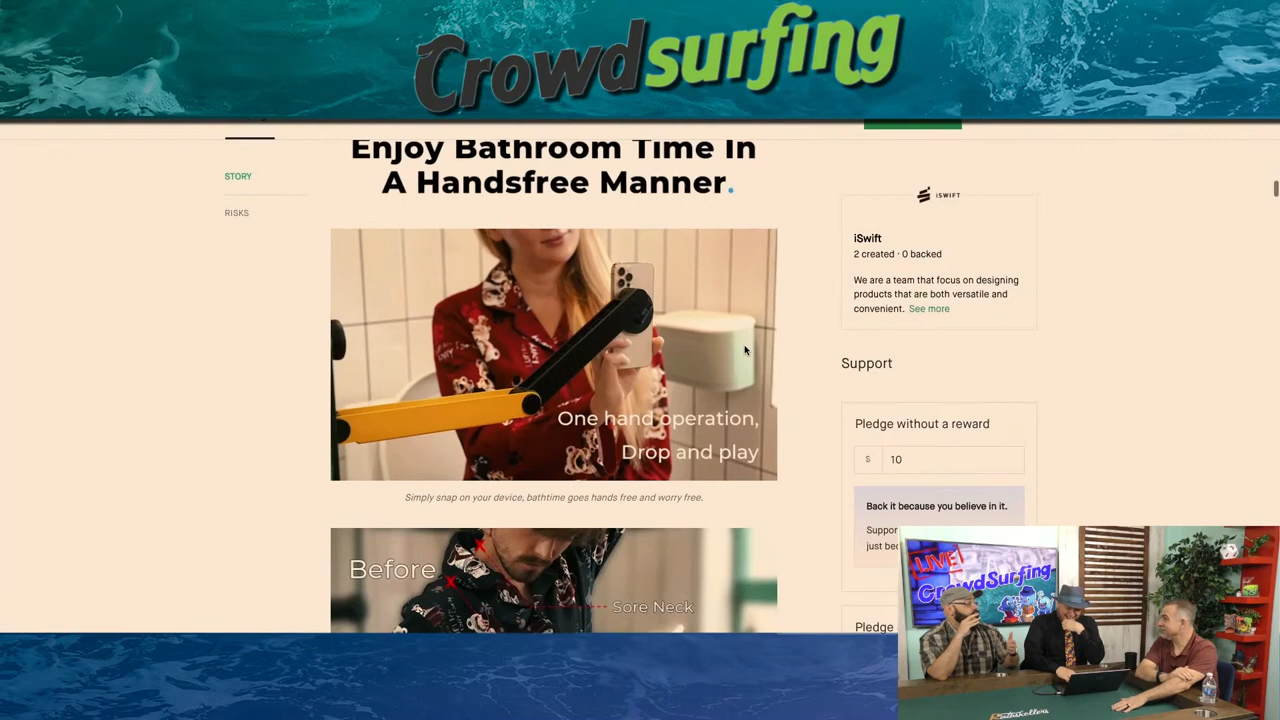 Crowdsurfing
Enjoy Bathroom Time In
A Handsfree Manner.
STORY
RISKS
One hand operation,
Drop and play
Simply snap on your device, bathtime goes hands free and worry free.
Before
Sore Neck
iSWIFT
iSwift
2 created · 0 backed
We are a team that focus on designing
products that are both versatile and
convenient. See more
Support
Pledge without a reward
$ 10
Back it because you believe in it.
Suppor
just bec
Pledge
LIVE!
CrowdSurfing